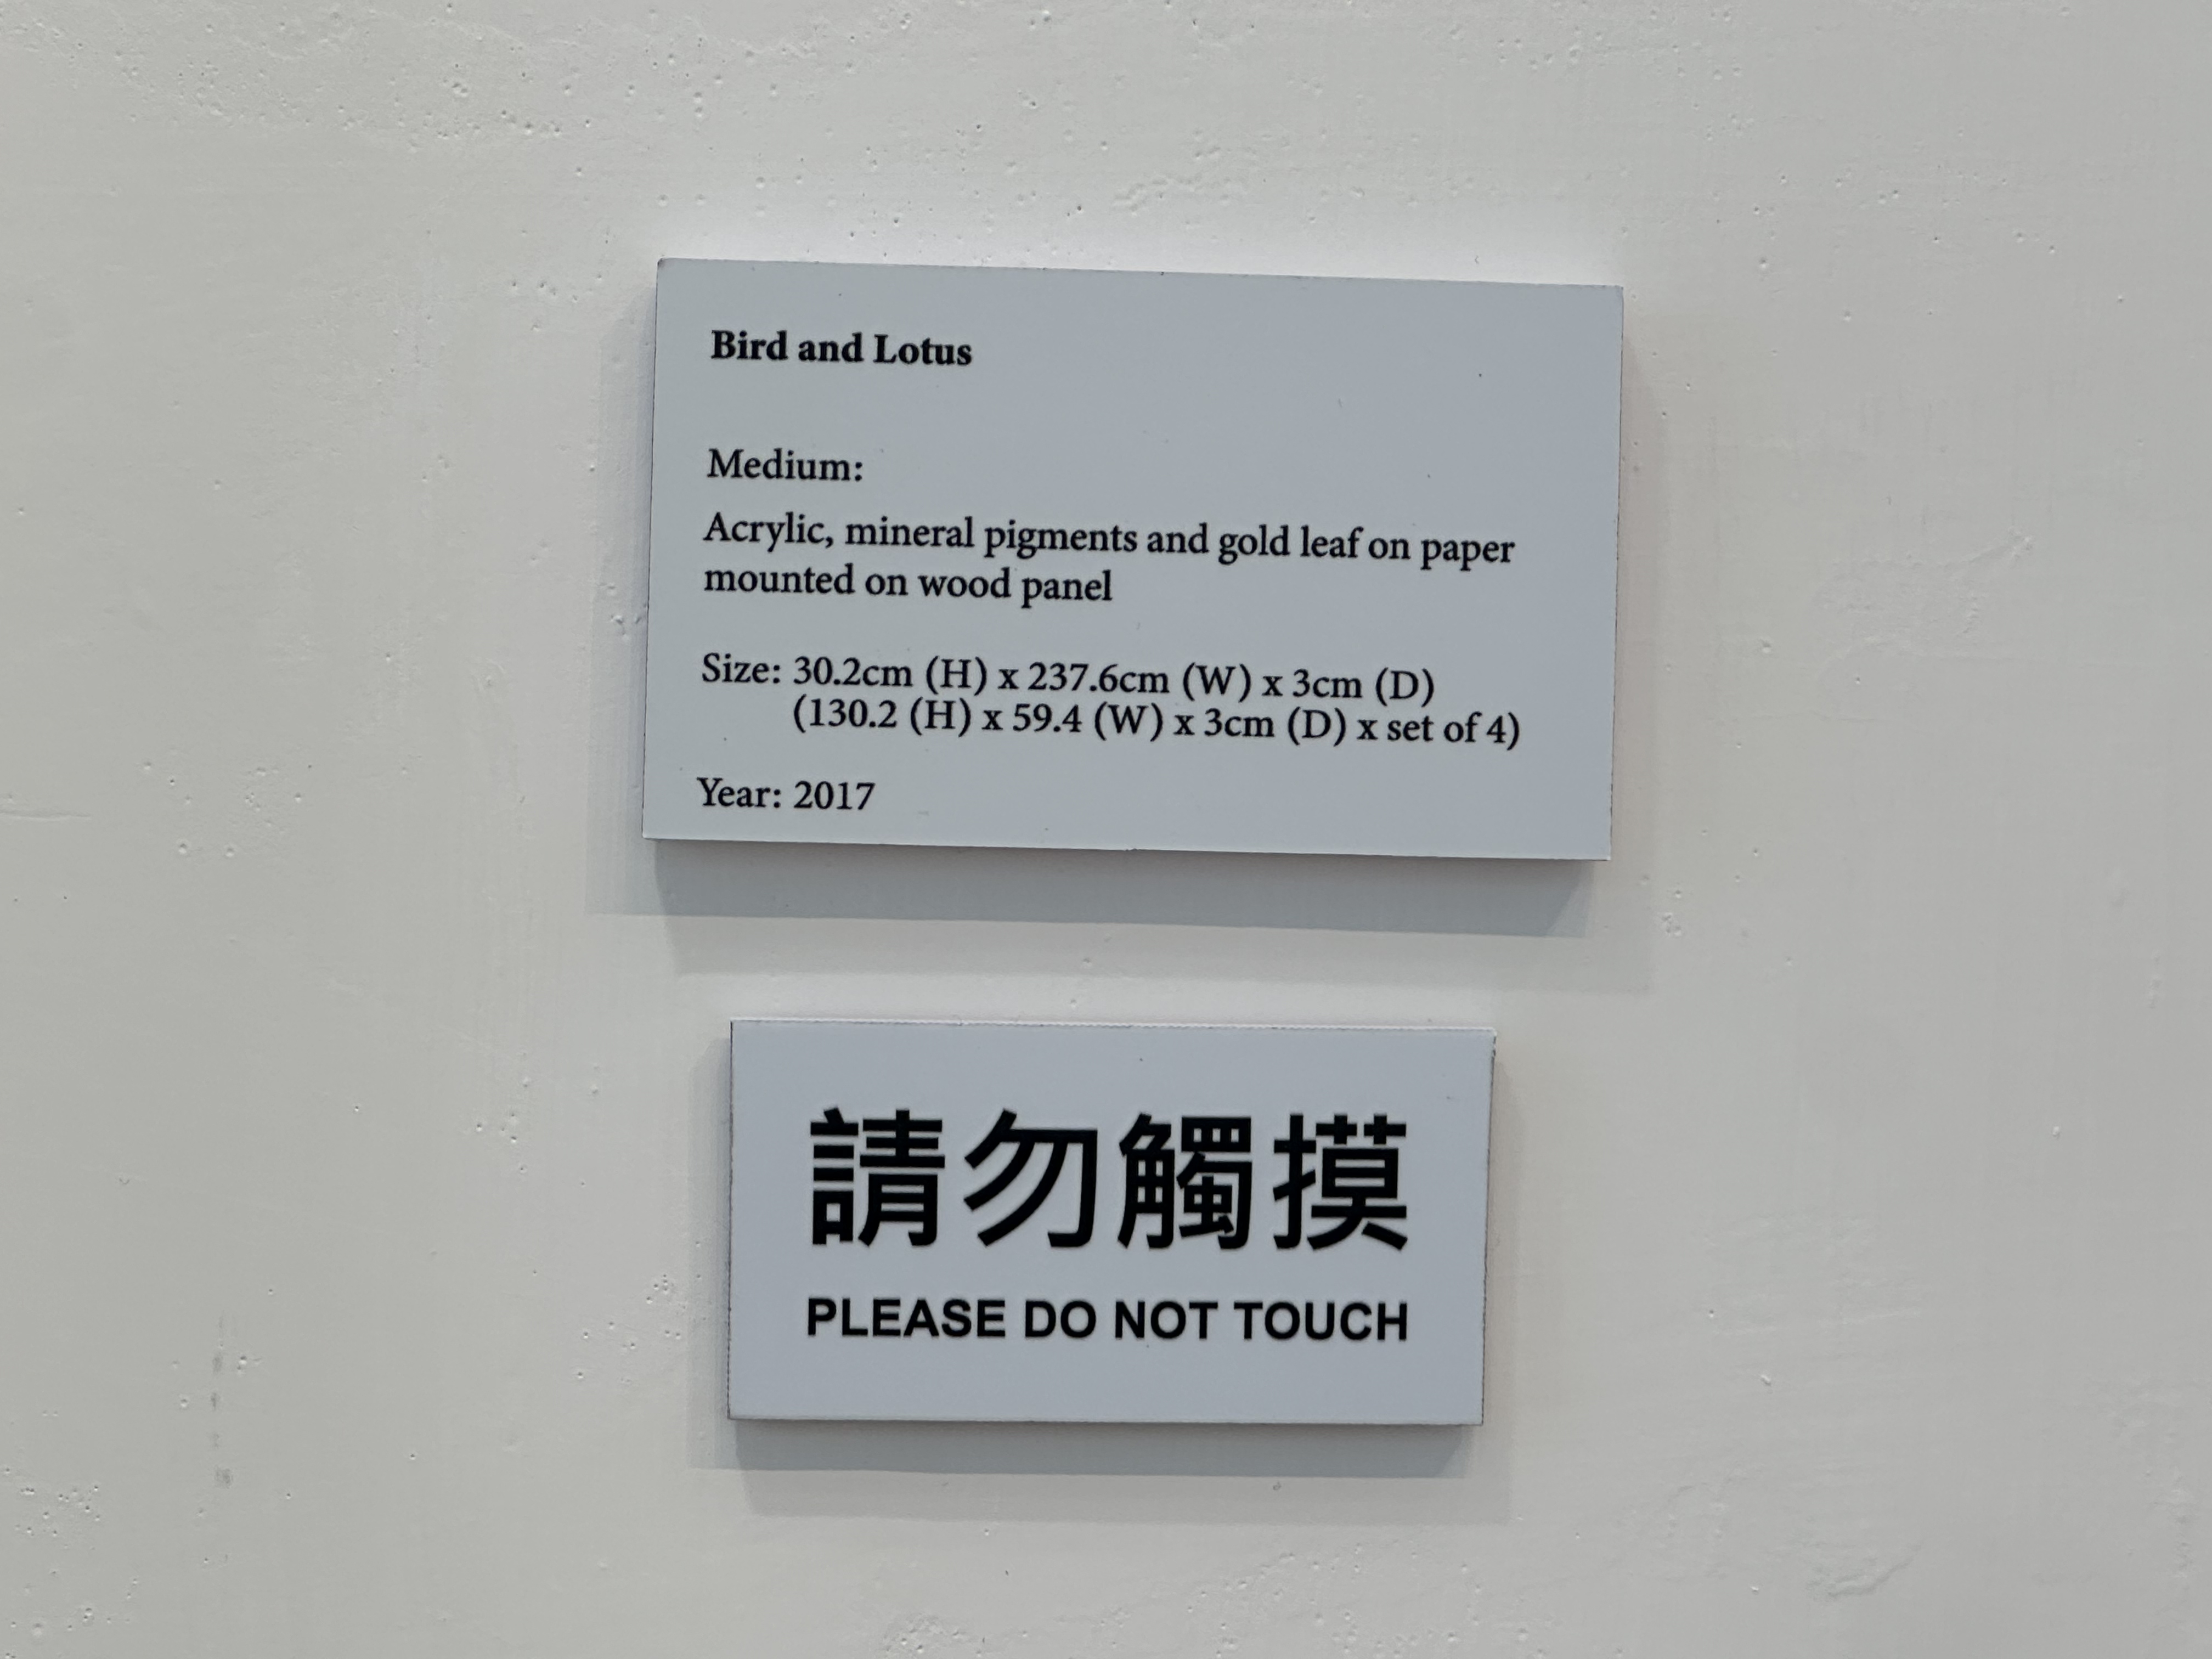 Bird and Lotus
Medium:
Acrylic, mineral pigments and gold leaf on paper
mounted on wood panel
Size: 30.2cm (H) x 237.6cm (W) x 3cm (D)
(130.2 (H) x 59.4 (W) x 3cm (D) x set of 4)
Year: 2017
請勿觸摸
PLEASE DO NOT TOUCH